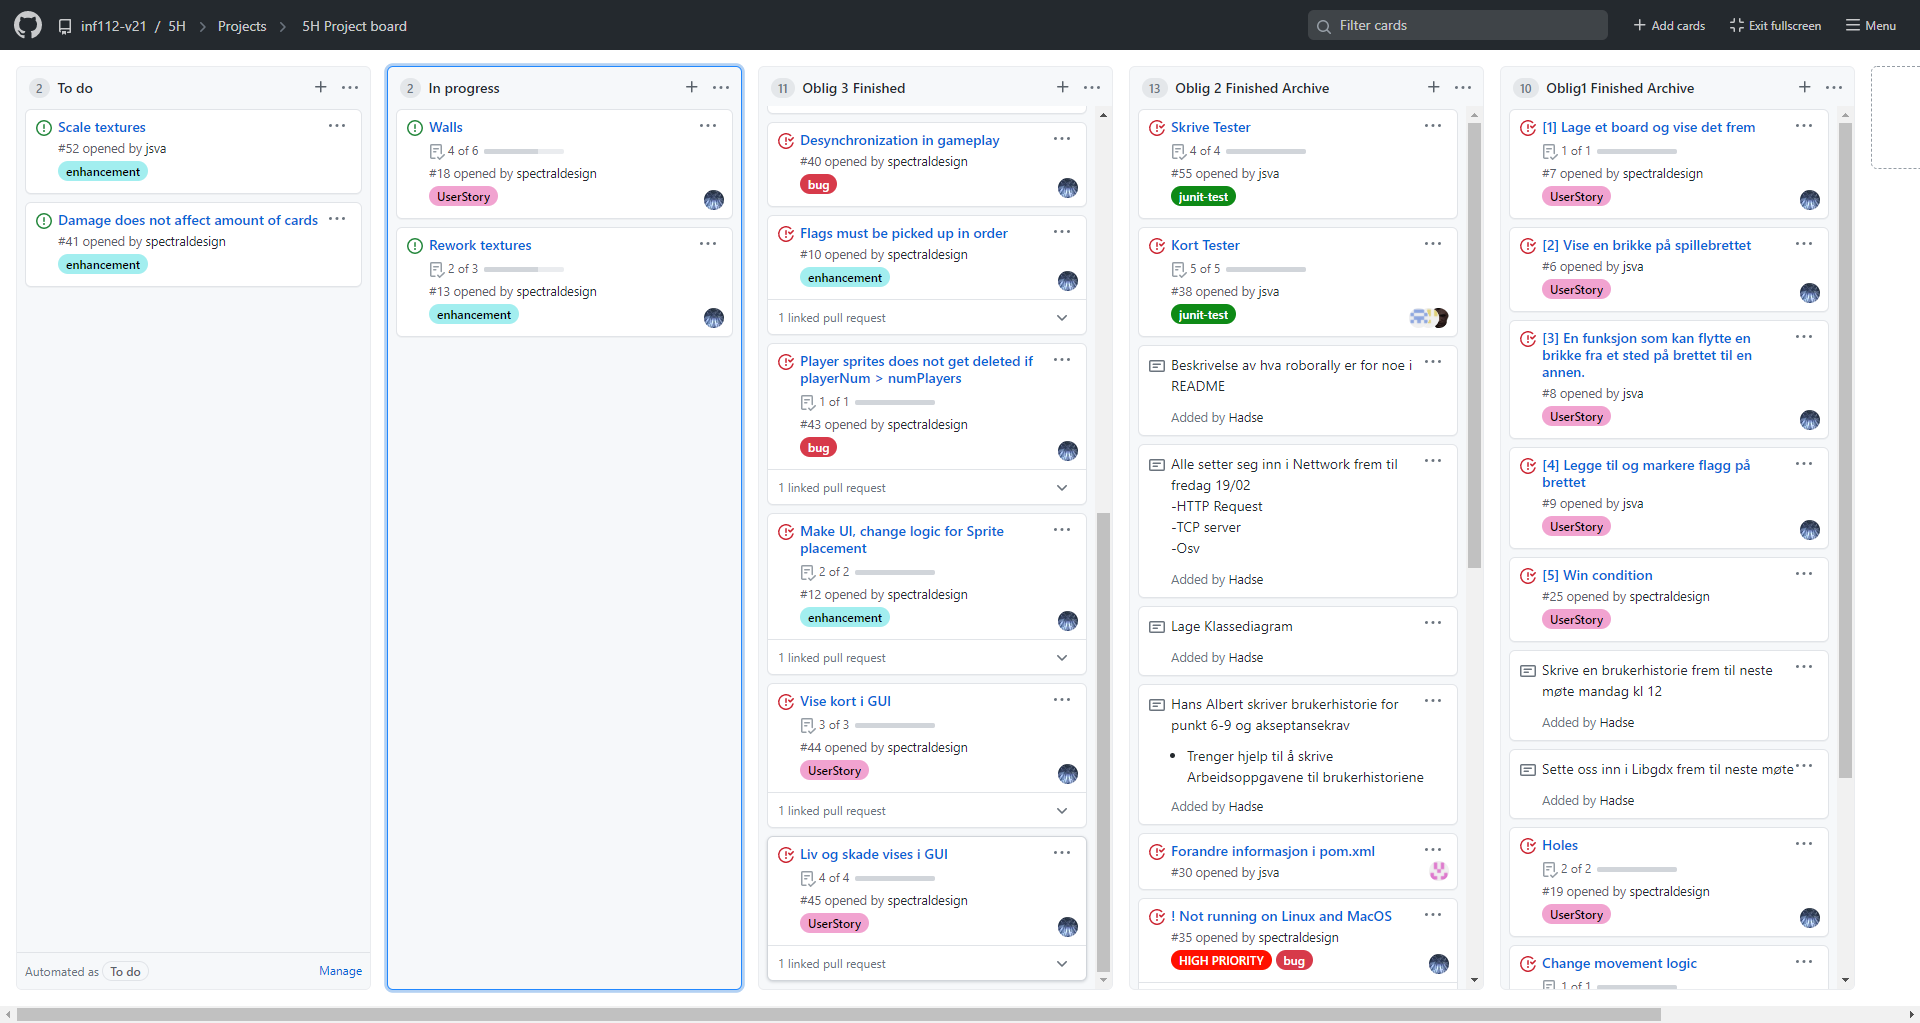 inf112-v21 / 5H
Projects
5H Project board
Filter cards
Add cards
Exit fullscreen
Menu
2 To do
Scale textures
#52 opened by jsva
enhancement
Damage does not affect amount of cards
#41 opened by spectraldesign
enhancement
Automated as To do
Manage
2 In progress
Walls
4 of 6
#18 opened by spectraldesign
UserStory
Rework textures
2 of 3
#13 opened by spectraldesign
enhancement
11 Oblig 3 Finished
Desynchronization in gameplay
#40 opened by spectraldesign
bug
Flags must be picked up in order
#10 opened by spectraldesign
enhancement
1 linked pull request
Player sprites does not get deleted if
playerNum > numPlayers
1 of 1
#43 opened by spectraldesign
bug
1 linked pull request
Make UI, change logic for Sprite
placement
2 of 2
#12 opened by spectraldesign
enhancement
1 linked pull request
Vise kort i GUI
3 of 3
#44 opened by spectraldesign
UserStory
1 linked pull request
Liv og skade vises i GUI
4 of 4
#45 opened by spectraldesign
UserStory
1 linked pull request
13 Oblig 2 Finished Archive
Skrive Tester
4 of 4
#55 opened by jsva
junit-test
Kort Tester
5 of 5
#38 opened by jsva
junit-test
Beskrivelse av hva roborally er for noe i
README
Added by Hadse
Alle setter seg inn i Nettwork frem til
fredag 19/02
-HTTP Request
-TCP server
-Osv
Added by Hadse
Lage Klassediagram
Added by Hadse
Hans Albert skriver brukerhistorie for
punkt 6-9 og akseptansekrav
• Trenger hjelp til å skrive
Arbeidsoppgavene til brukerhistoriene
Added by Hadse
Forandre informasjon i pom.xml
#30 opened by jsva
! Not running on Linux and MacOS
#35 opened by spectraldesign
HIGH PRIORITY bug
10 Oblig1 Finished Archive
[1] Lage et board og vise det frem
1 of 1
#7 opened by spectraldesign
UserStory
[2] Vise en brikke på spillebrettet
#6 opened by jsva
UserStory
[3] En funksjon som kan flytte en
brikke fra et sted på brettet til en
annen.
#8 opened by jsva
UserStory
[4] Legge til og markere flagg på
brettet
#9 opened by jsva
UserStory
[5] Win condition
#25 opened by spectraldesign
UserStory
Skrive en brukerhistorie frem til neste
møte mandag kl 12
Added by Hadse
Sette oss inn i Libgdx frem til neste møte
Added by Hadse
Holes
2 of 2
#19 opened by spectraldesign
UserStory
Change movement logic
1 of 1